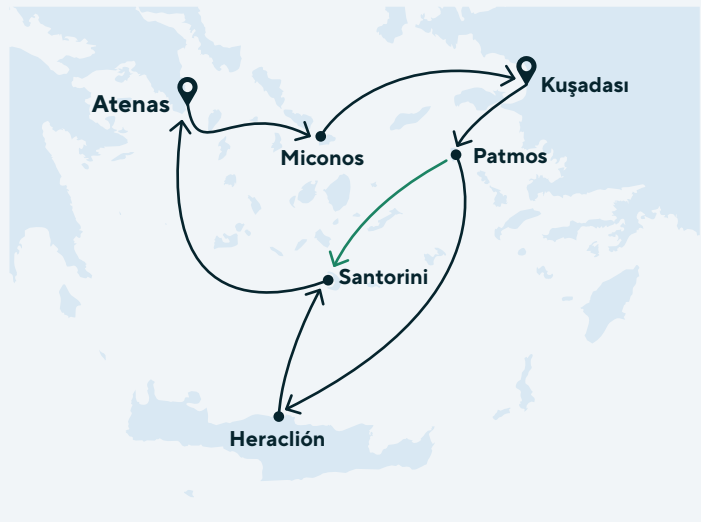 Kuşadası
Atenas
Miconos
Patmos
Santorini
Heraclión